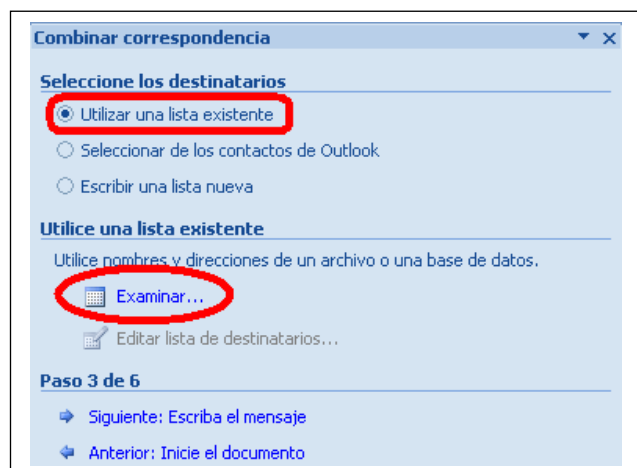 Combinar correspondencia
Seleccione los destinatarios
Utilizar una lista existente
Seleccionar de los contactos de Outlook
Escribir una lista nueva
Utilice una lista existente
Utilice nombres y direcciones de un archivo o una base de datos.
Examinar...
Editar lista de destinatarios...
Paso 3 de 6
Siguiente: Escriba el mensaje
Anterior: Inicie el documento